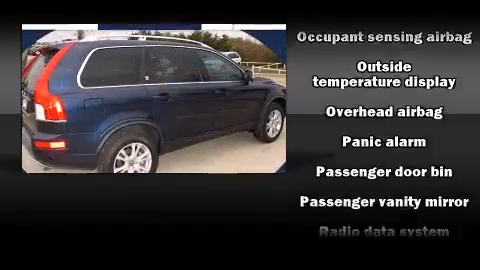 Occupant sensing airbag
Outside
temperature display
Overhead airbag
Panic alarm
Passenger door bin
Passenger vanity mirror
Radio data system